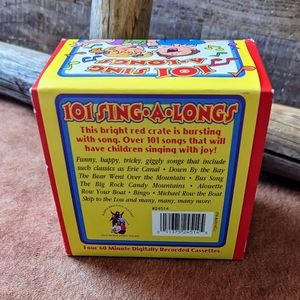 101 SING
A-LONGS
101 SING•A•LONGS
This bright red crate is bursting
with song. Over 101 songs that will
have children singing with joy!
Funny, happy, tricky, giggly songs that include
such classics as Erie Canal • Down By the Bay
The Bear Went Over the Mountain • Bus Song
The Big Rock Candy Mountains • Alouette
Row Your Boat • Bingo • Michael Row the Boat
Skip to the Lou and many, many many more.
#24514
Four 60 Minute Digitally Recorded Cassettes